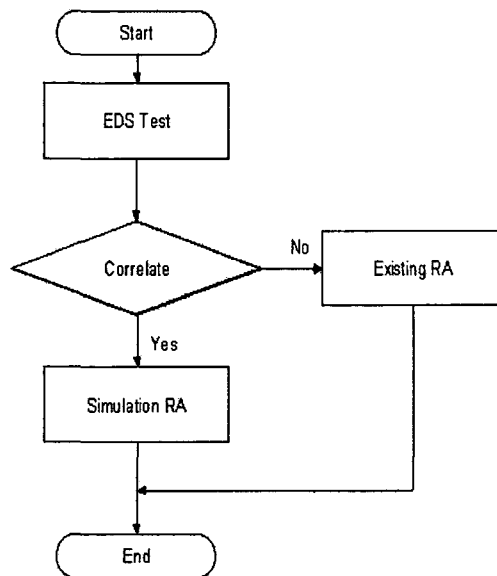 Start
EDS Test
Correlate
No
Existing RA
Yes
Simulation RA
End